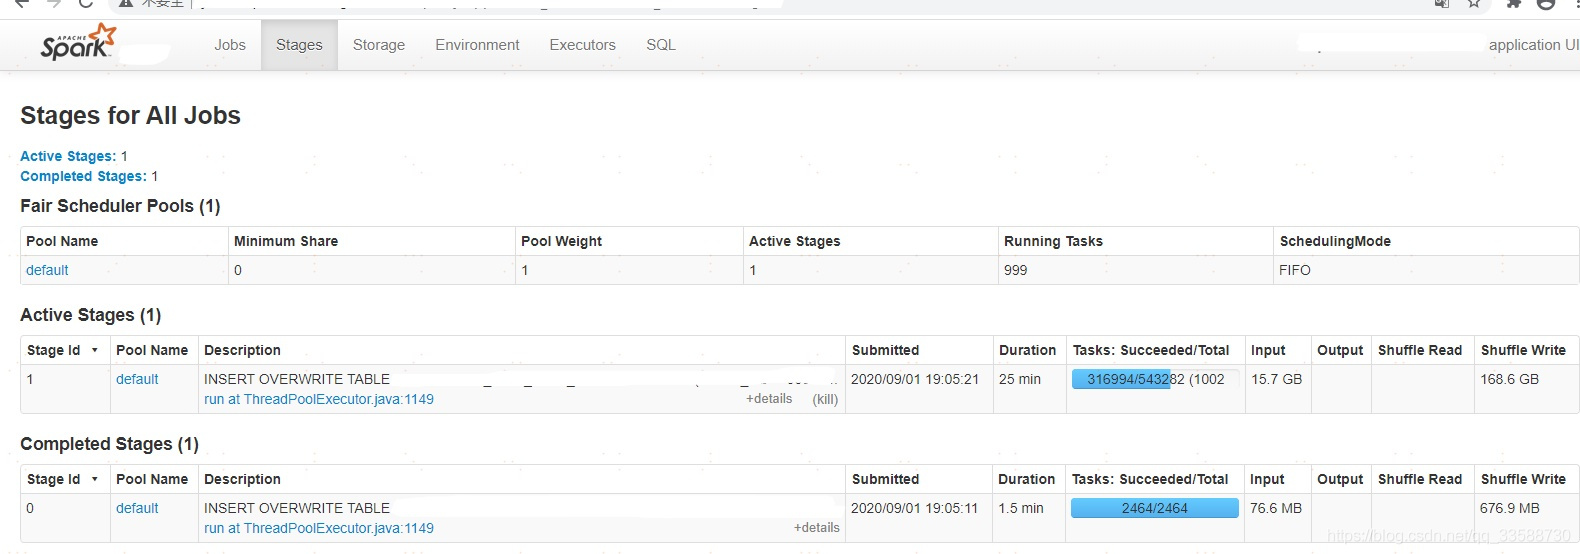 不安全
APACHE
Spark
Jobs Stages Storage Environment Executors SQL
application UI
Stages for All Jobs
Active Stages: 1
Completed Stages: 1
Fair Scheduler Pools (1)
Pool Name Minimum Share Pool Weight Active Stages Running Tasks SchedulingMode
default 0 1 1 999 FIFO
Active Stages (1)
Stage Id ▾ Pool Name Description Submitted Duration Tasks: Succeeded/Total Input Output Shuffle Read Shuffle Write
1 default INSERT OVERWRITE TABLE 2020/09/01 19:05:21 25 min 316994/543282 (1002 15.7 GB 168.6 GB
run at ThreadPoolExecutor.java:1149 +details (kill)
Completed Stages (1)
Stage Id ▾ Pool Name Description Submitted Duration Tasks: Succeeded/Total Input Output Shuffle Read Shuffle Write
0 default INSERT OVERWRITE TABLE 2020/09/01 19:05:11 1.5 min 2464/2464 76.6 MB 676.9 MB
run at ThreadPoolExecutor.java:1149 +details
https://blog.csdn.net/qq_33588730